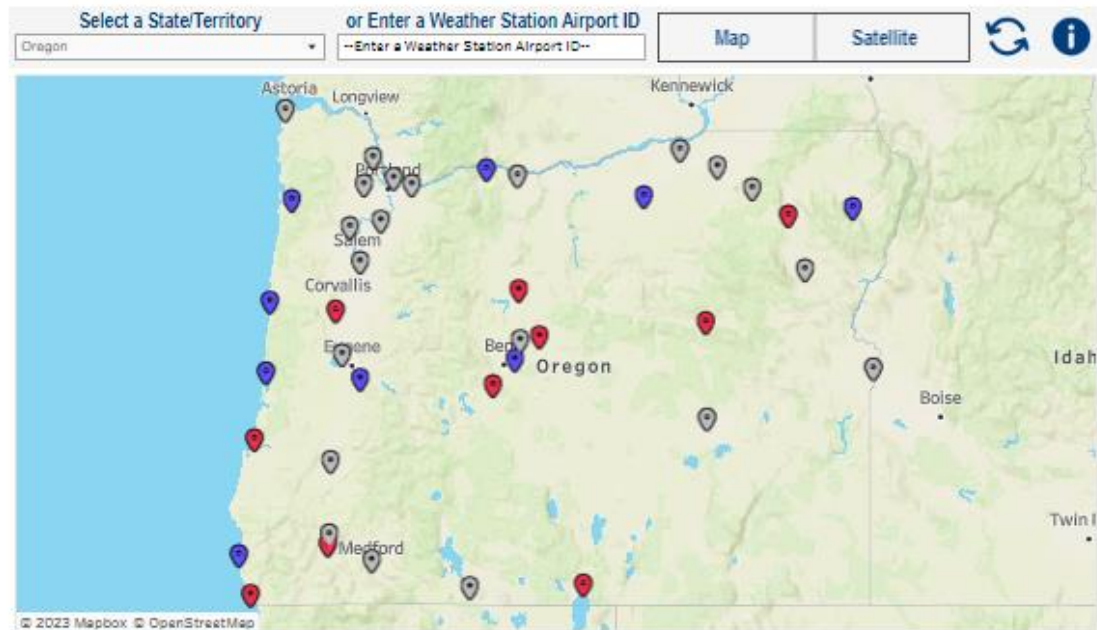 Select a State/Territory
or Enter a Weather Station Airport ID
Oregon
--Enter a Weather Station Airport ID--
Map
Satellite
Astoria
Longview
Kennewick
Portland
Salem
Corvallis
Eugene
Ben
Oregon
Idah
Boise
Twin I
Medford
© 2023 Mapbox © OpenStreetMap